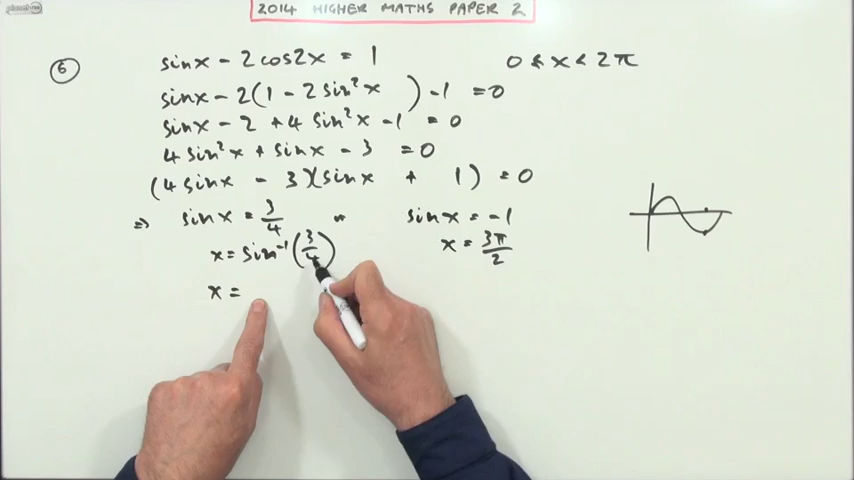 2014 HIGHER MATHS PAPER 2
6 sinx - 2cos2x = 1 0 ≤ x < 2π
sinx - 2(1 - 2sin²x ) - 1 = 0
sinx - 2 + 4sin²x - 1 = 0
4sin²x + sinx - 3 = 0
(4sinx - 3)(sinx + 1) = 0
⇒ sinx = 3/4 or sinx = -1
x = sin⁻¹(3/4) x = 3π/2
x =